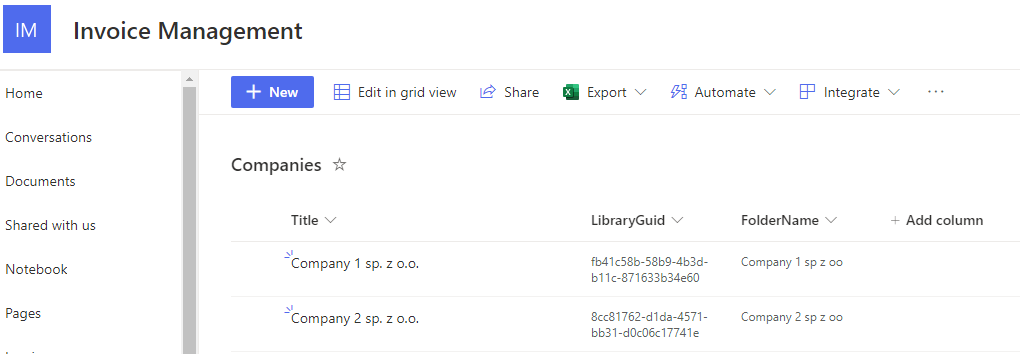 IM
Invoice Management
Home
Conversations
Documents
Shared with us
Notebook
Pages
New
Edit in grid view
Share
Export
Automate
Integrate
...
Companies
Title
LibraryGuid
FolderName
+ Add column
Company 1 sp. z o.o.
fb41c58b-58b9-4b3d-
b11c-871633b34e60
Company 1 sp z oo
Company 2 sp. z o.o.
8cc81762-d1da-4571-
bb31-d0c06c17741e
Company 2 sp z oo